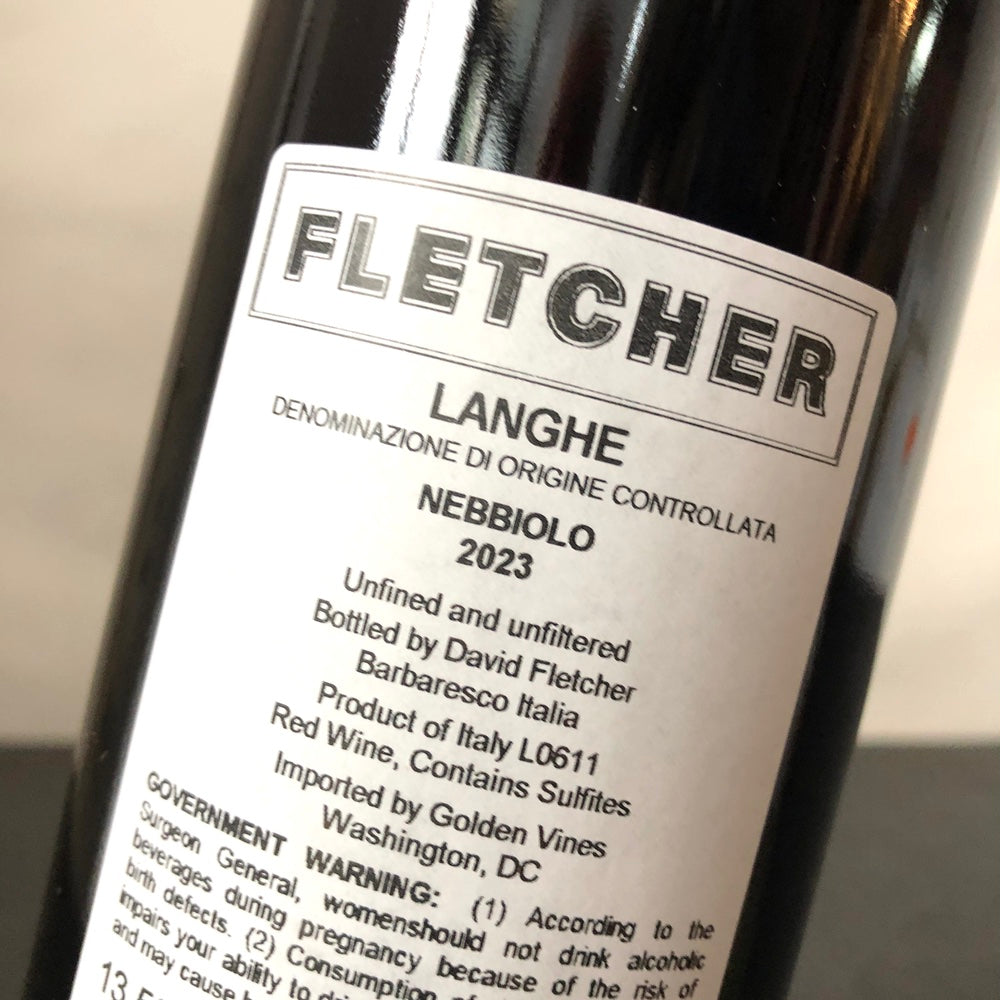 FLETCHER
LANGHE
DENOMINAZIONE DI ORIGINE CONTROLLATA
NEBBIOLO
2023
Unfined and unfiltered
Bottled by David Fletcher
Barbaresco Italia
Product of Italy L0611
Red Wine, Contains Sulfites
Imported by Golden Vines
Washington, DC
GOVERNMENT WARNING: (1) According to the
Surgeon General, womenshould not drink alcoholic
beverages during pregnancy because of the risk of
birth defects. (2) Consumption of
impairs your ability to
and may cause